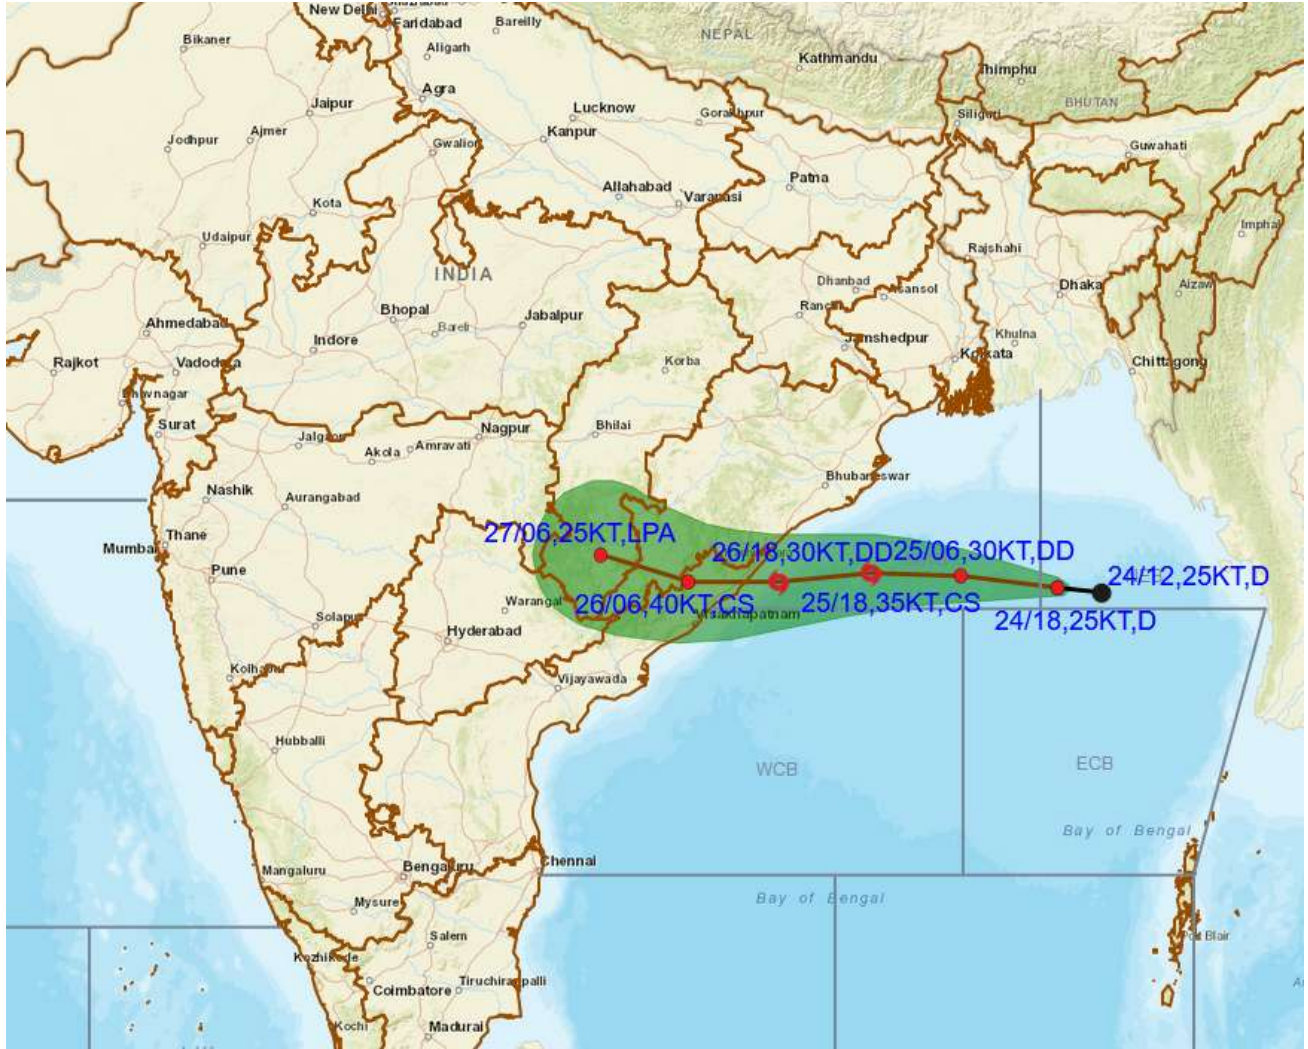 New Delhi
Faridabad
Bareilly
NEPAL
Bikaner
Aligarh
Kathmandu
Thimphu
Agra
Jaipur
Lucknow
Gorakhpur
BHUTAN
Siliguri
Jodhpur
Ajmer
Kanpur
Gwalior
Guwahati
Patna
Allahabad
Varanasi
Kota
Imphal
Udaipur
Rajshahi
INDIA
Dhanbad
Asansol
Dhaka
Aizawl
Bhopal
Ranchi
Ahmedabad
Bareli
Jabalpur
Indore
Jamshedpur
Khulna
Kolkata
Rajkot
Vadodara
Korba
Chittagong
Bhavnagar
Surat
Jalgaon
Nagpur
Bhilai
Akola
Amravati
Bhubaneswar
Nashik
Aurangabad
27/06,25KT,LPA
Thane
Mumbai
26/18,30KT,DD
25/06,30KT,DD
24/12,25KT,D
Pune
Warangal
26/06,40KT,CS
25/18,35KT,CS
Visakhapatnam
24/18,25KT,D
Solapur
Hyderabad
Kolhapur
Vijayawada
Hubballi
WCB
ECB
Bay of Bengal
Mangaluru
Bengaluru
Chennai
Bay of Bengal
Mysuru
Salem
Port Blair
Kozhikode
Coimbatore
Tiruchirappalli
Kochi
Madurai